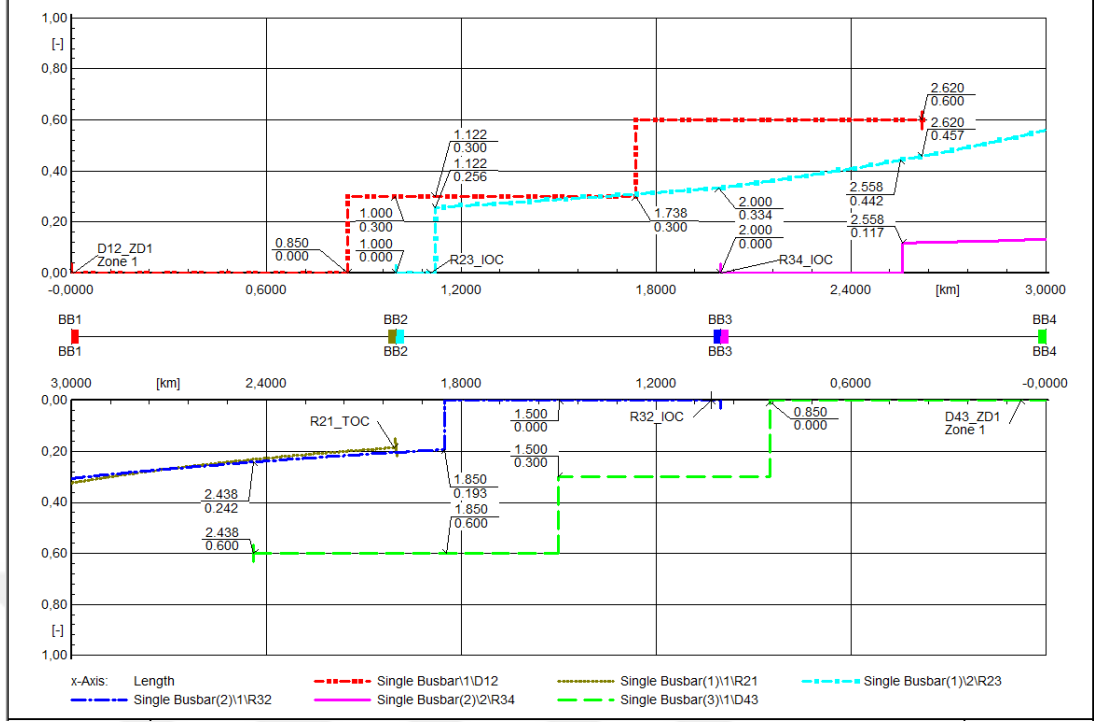 1,00
[-]
0,80
0,60
0,40
0,20
0,00
2.620
0.600
2.620
0.457
1.122
0.300
1.122
0.256
2.558
0.442
1.000
0.300
1.738
0.300
2.000
0.334
2.558
0.117
D12_ZD1
Zone 1
0.850
0.000
1.000
0.000
R23_IOC
2.000
0.000
R34_IOC
-0,0000
0,6000
1,2000
1,8000
2,4000
[km]
3,0000
BB1
BB2
BB3
BB4
BB1
BB2
BB3
BB4
3,0000
[km]
2,4000
1,8000
1,2000
0,6000
-0,0000
0,00
0,20
0,40
0,60
0,80
[-]
1,00
R21_TOC
1.500
0.000
R32_IOC
0.850
0.000
D43_ZD1
Zone 1
1.500
0.300
2.438
0.242
1.850
0.193
1.850
0.600
2.438
0.600
x-Axis: Length
Single Busbar\1\D12
Single Busbar(1)\1\R21
Single Busbar(1)\2\R23
Single Busbar(2)\1\R32
Single Busbar(2)\2\R34
Single Busbar(3)\1\D43